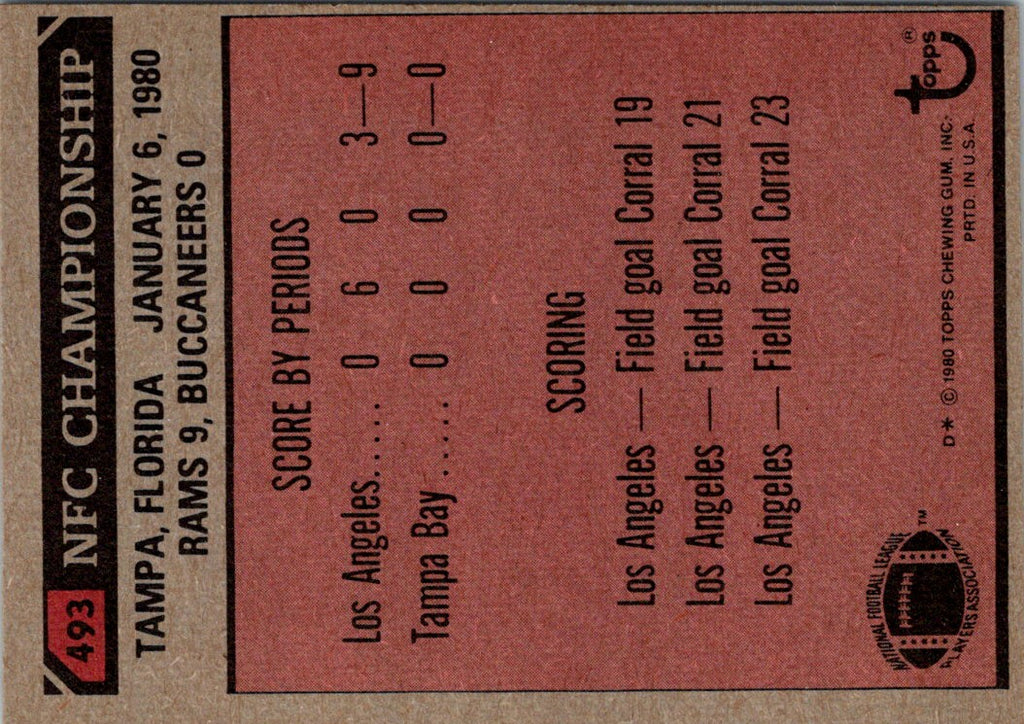 493 NFC CHAMPIONSHIP
TAMPA, FLORIDA JANUARY 6, 1980
RAMS 9, BUCCANEERS 0
SCORE BY PERIODS
Los Angeles..... 0 6 0 3—9
Tampa Bay..... 0 0 0 0—0
SCORING
Los Angeles — Field goal Corral 19
Los Angeles — Field goal Corral 21
Los Angeles — Field goal Corral 23
NATIONAL FOOTBALL LEAGUE
PLAYERS ASSOCIATION
TM
D* © 1980 TOPPS CHEWING GUM, INC.
PRTD. IN U.S.A.
topps ®